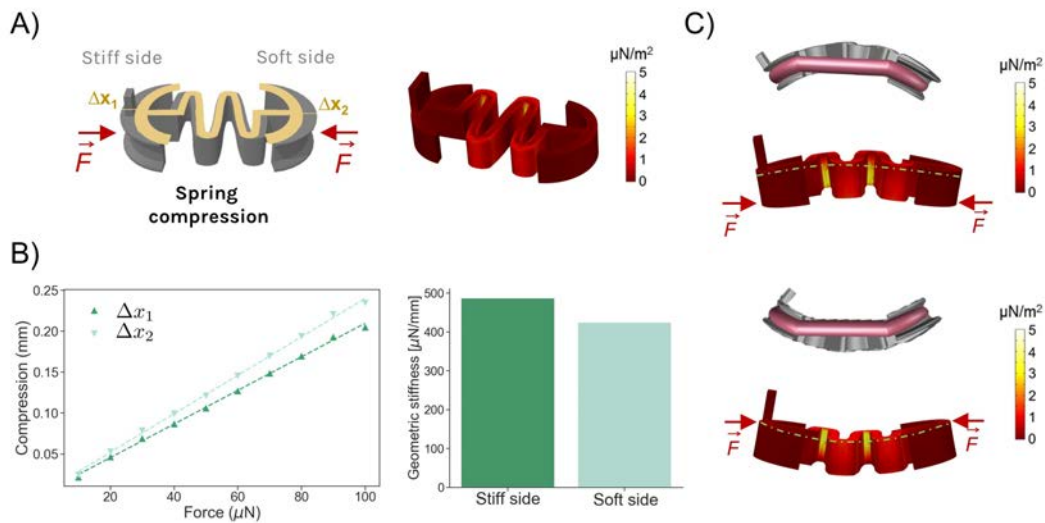 A)
Stiff side
Soft side
Δx₁
Δx₂
F
F
Spring
compression
μN/m²
5
4
3
2
1
0
B)
Compression (mm)
0.25
0.20
0.15
0.10
0.05
Δx₁
Δx₂
20
40
60
80
100
Force (μN)
Geometric stiffness [μN/mm]
500
400
300
200
100
0
Stiff side
Soft side
C)
μN/m²
5
4
3
2
1
0
F
F
μN/m²
5
4
3
2
1
0
F
F